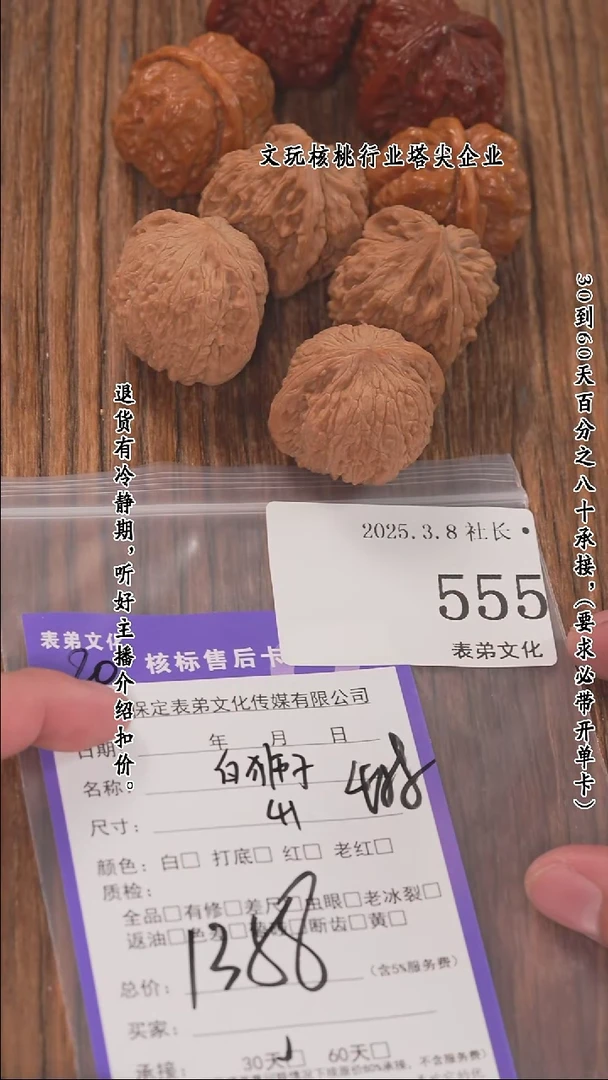 文玩核桃行业塔尖企业
30到60天百分之八十承接，（要求必带开单卡）
退货有冷静期，听好主播介绍扣价。
2025.3.8 社长·
555
表弟文化
表弟文化
20
核标售后卡
保定表弟文化传媒有限公司
日期： 年 月 日
名称： 白狮子
尺寸： 41
颜色：白□ 打底□ 红□ 老红□
质检：
全品□有修□差尺□虫眼□老冰裂□
返油□ 断齿□黄□
总价： 1388 （含5%服务费）
买家：
承接： 30天□ 60天□